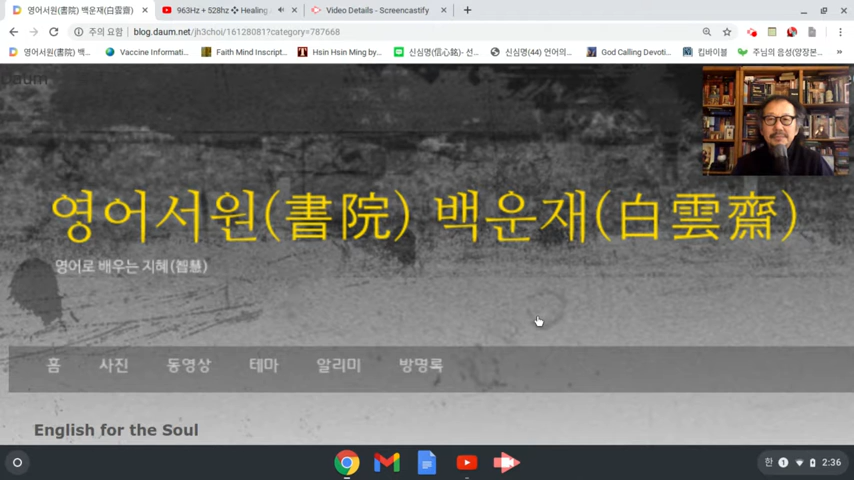 영어서원(書院) 백운재(白雲齋)
963Hz + 528hz ❖ Healing
Video Details - Screencastify
주의 요함
blog.daum.net/jh3choi/16128081?category=787668
영어서원(書院) 백...
Vaccine Informati...
Faith Mind Inscript...
Hsin Hsin Ming by...
신심명(信心銘)-...
신심명(44) 언어의...
God Calling Devoti...
킹바이블
주님의 음성(앙장본...
Daum
영어서원(書院) 백운재(白雲齋)
영어로 배우는 지혜(智慧)
홈 사진 동영상 테마 알리미 방명록
English for the Soul
한 1 2:36